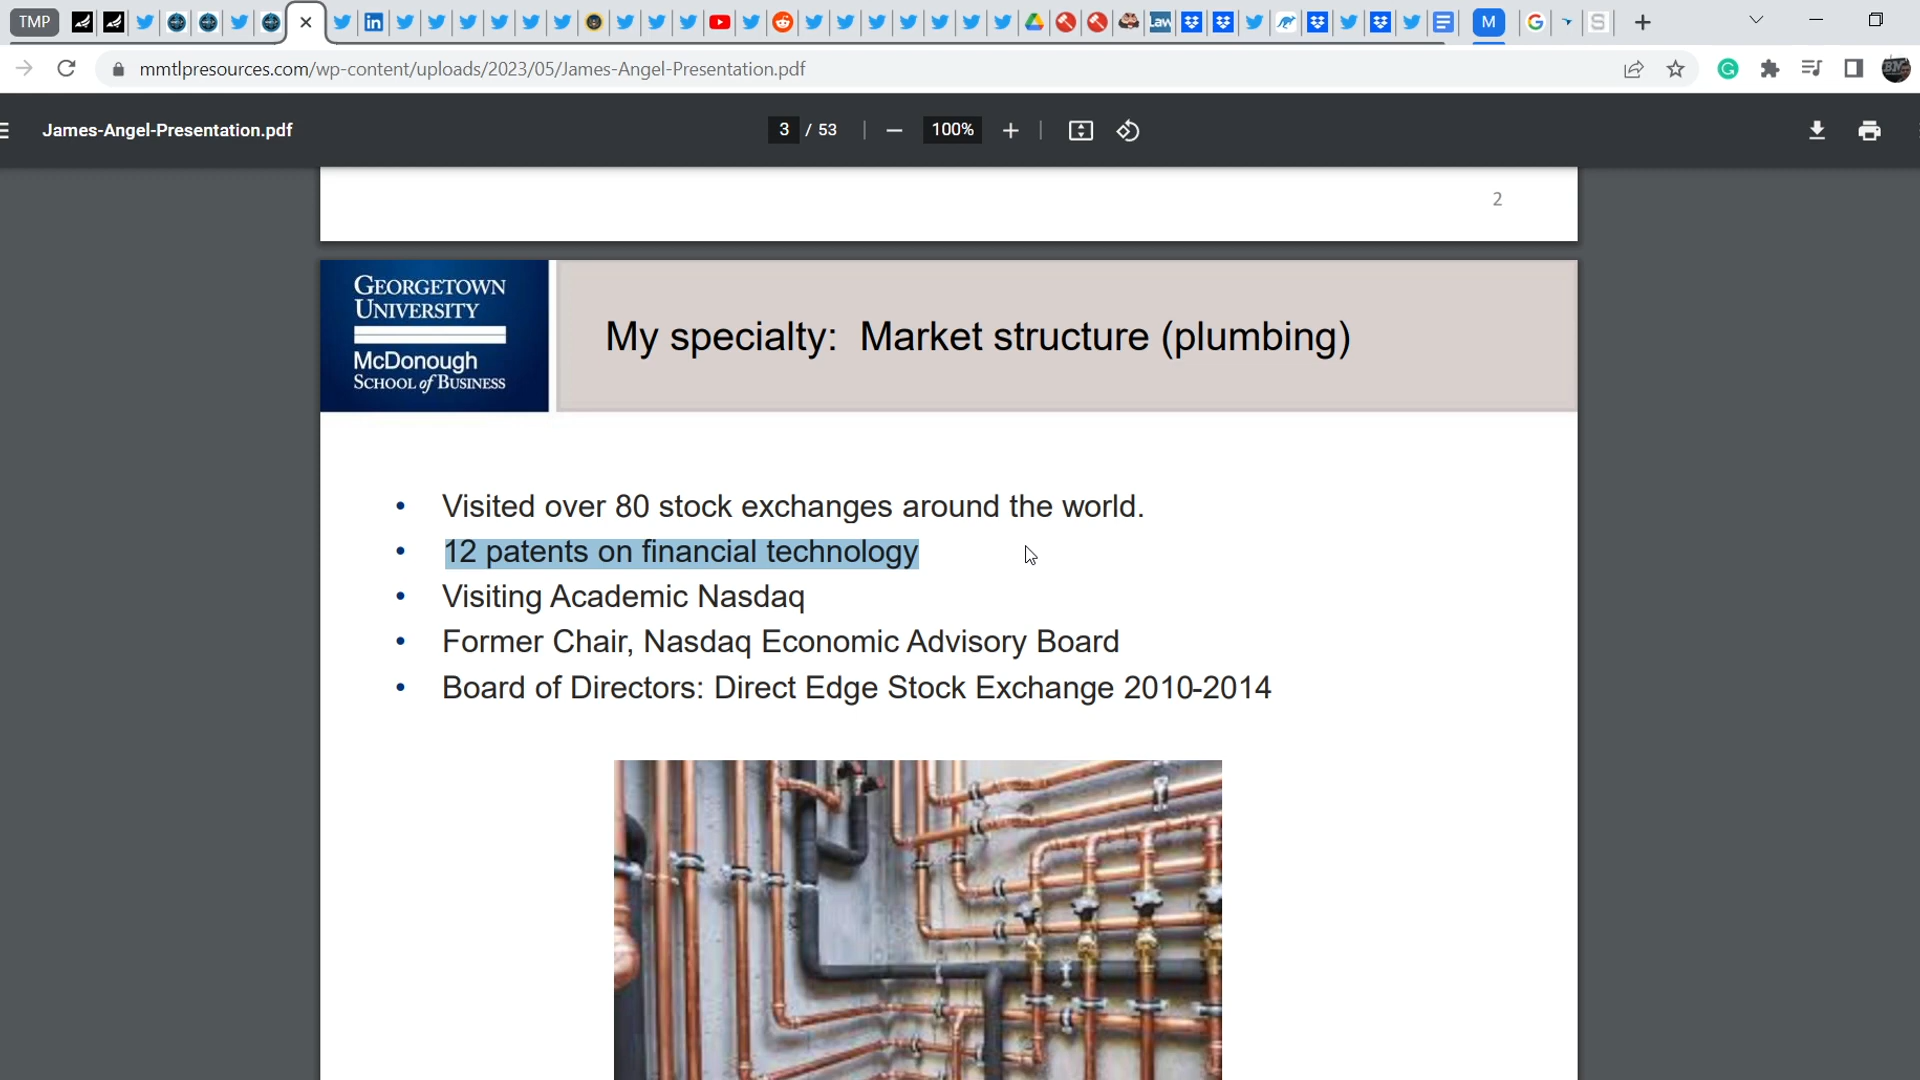 TMP
Law
M
mmtlpresources.com/wp-content/uploads/2023/05/James-Angel-Presentation.pdf
James-Angel-Presentation.pdf
3 / 53
100%
2
GEORGETOWN
UNIVERSITY
McDonough
SCHOOL of BUSINESS
My specialty: Market structure (plumbing)
• Visited over 80 stock exchanges around the world.
• 12 patents on financial technology
• Visiting Academic Nasdaq
• Former Chair, Nasdaq Economic Advisory Board
• Board of Directors: Direct Edge Stock Exchange 2010-2014